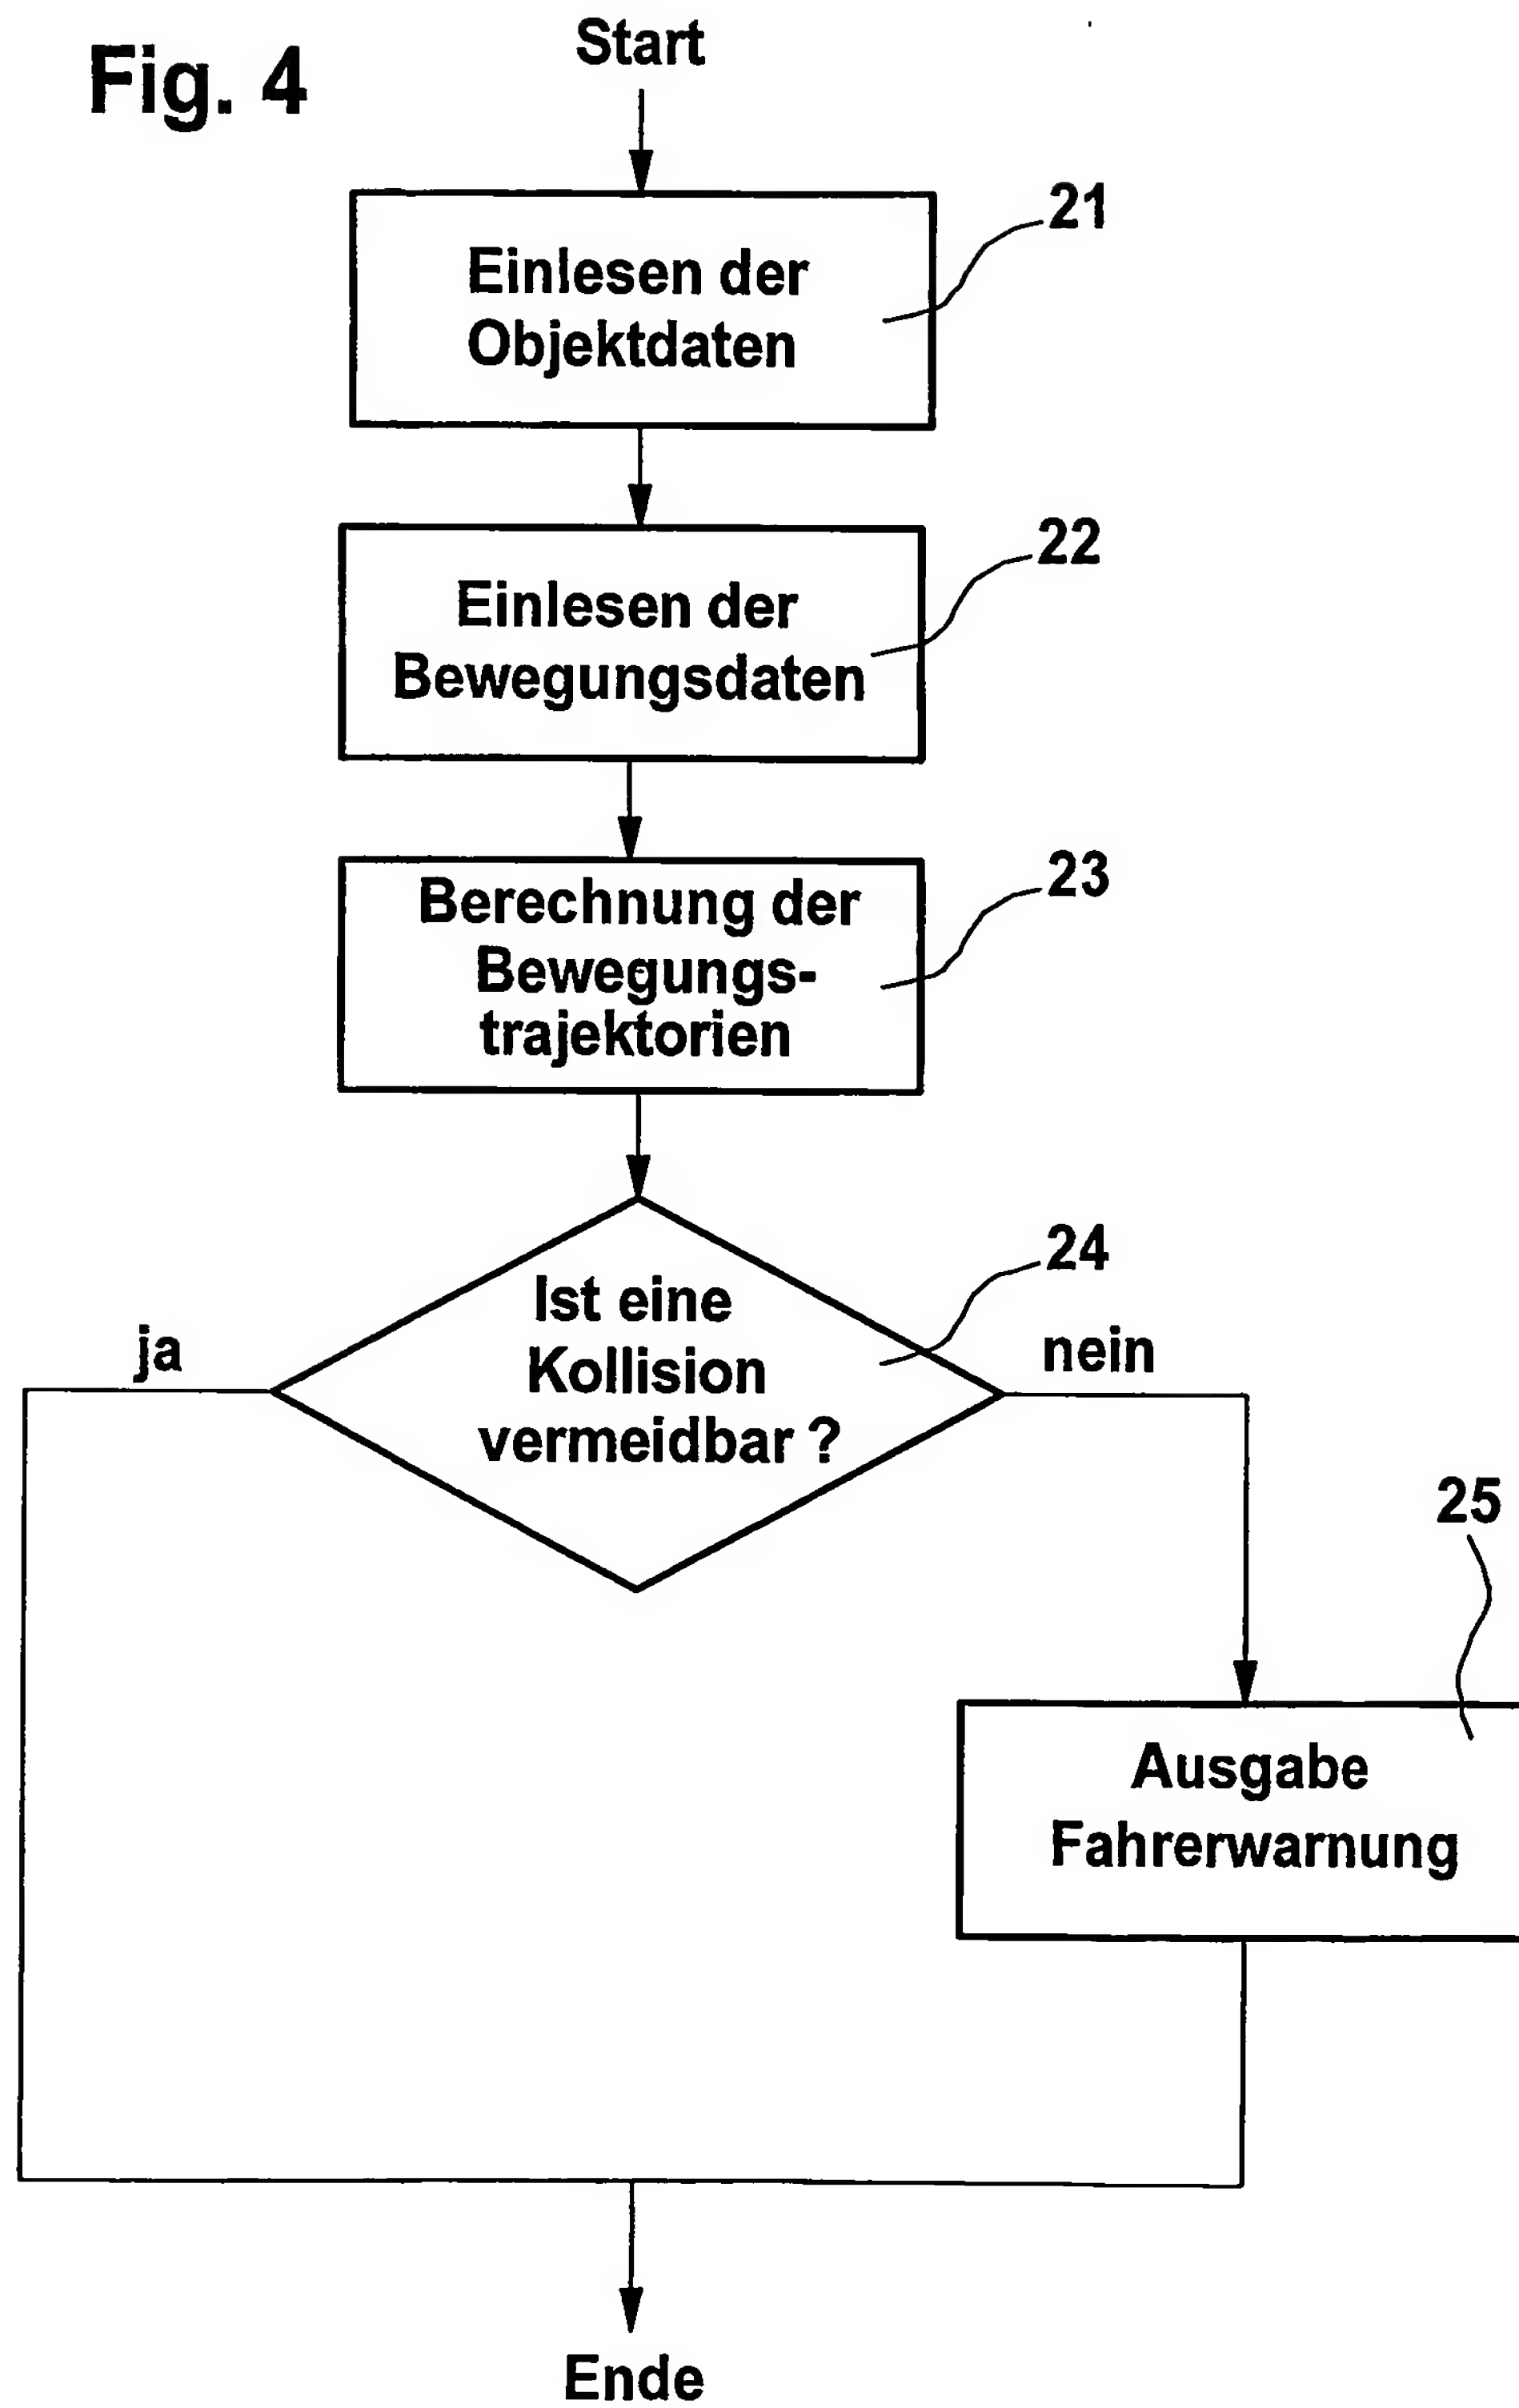 Fig. 4
Start
21
Einlesen der
Objektdaten
22
Einlesen der
Bewegungsdaten
23
Berechnung der
Bewegungs-
trajektorien
24
Ist eine
Kollision
vermeidbar ?
ja
nein
25
Ausgabe
Fahrerwarnung
Ende